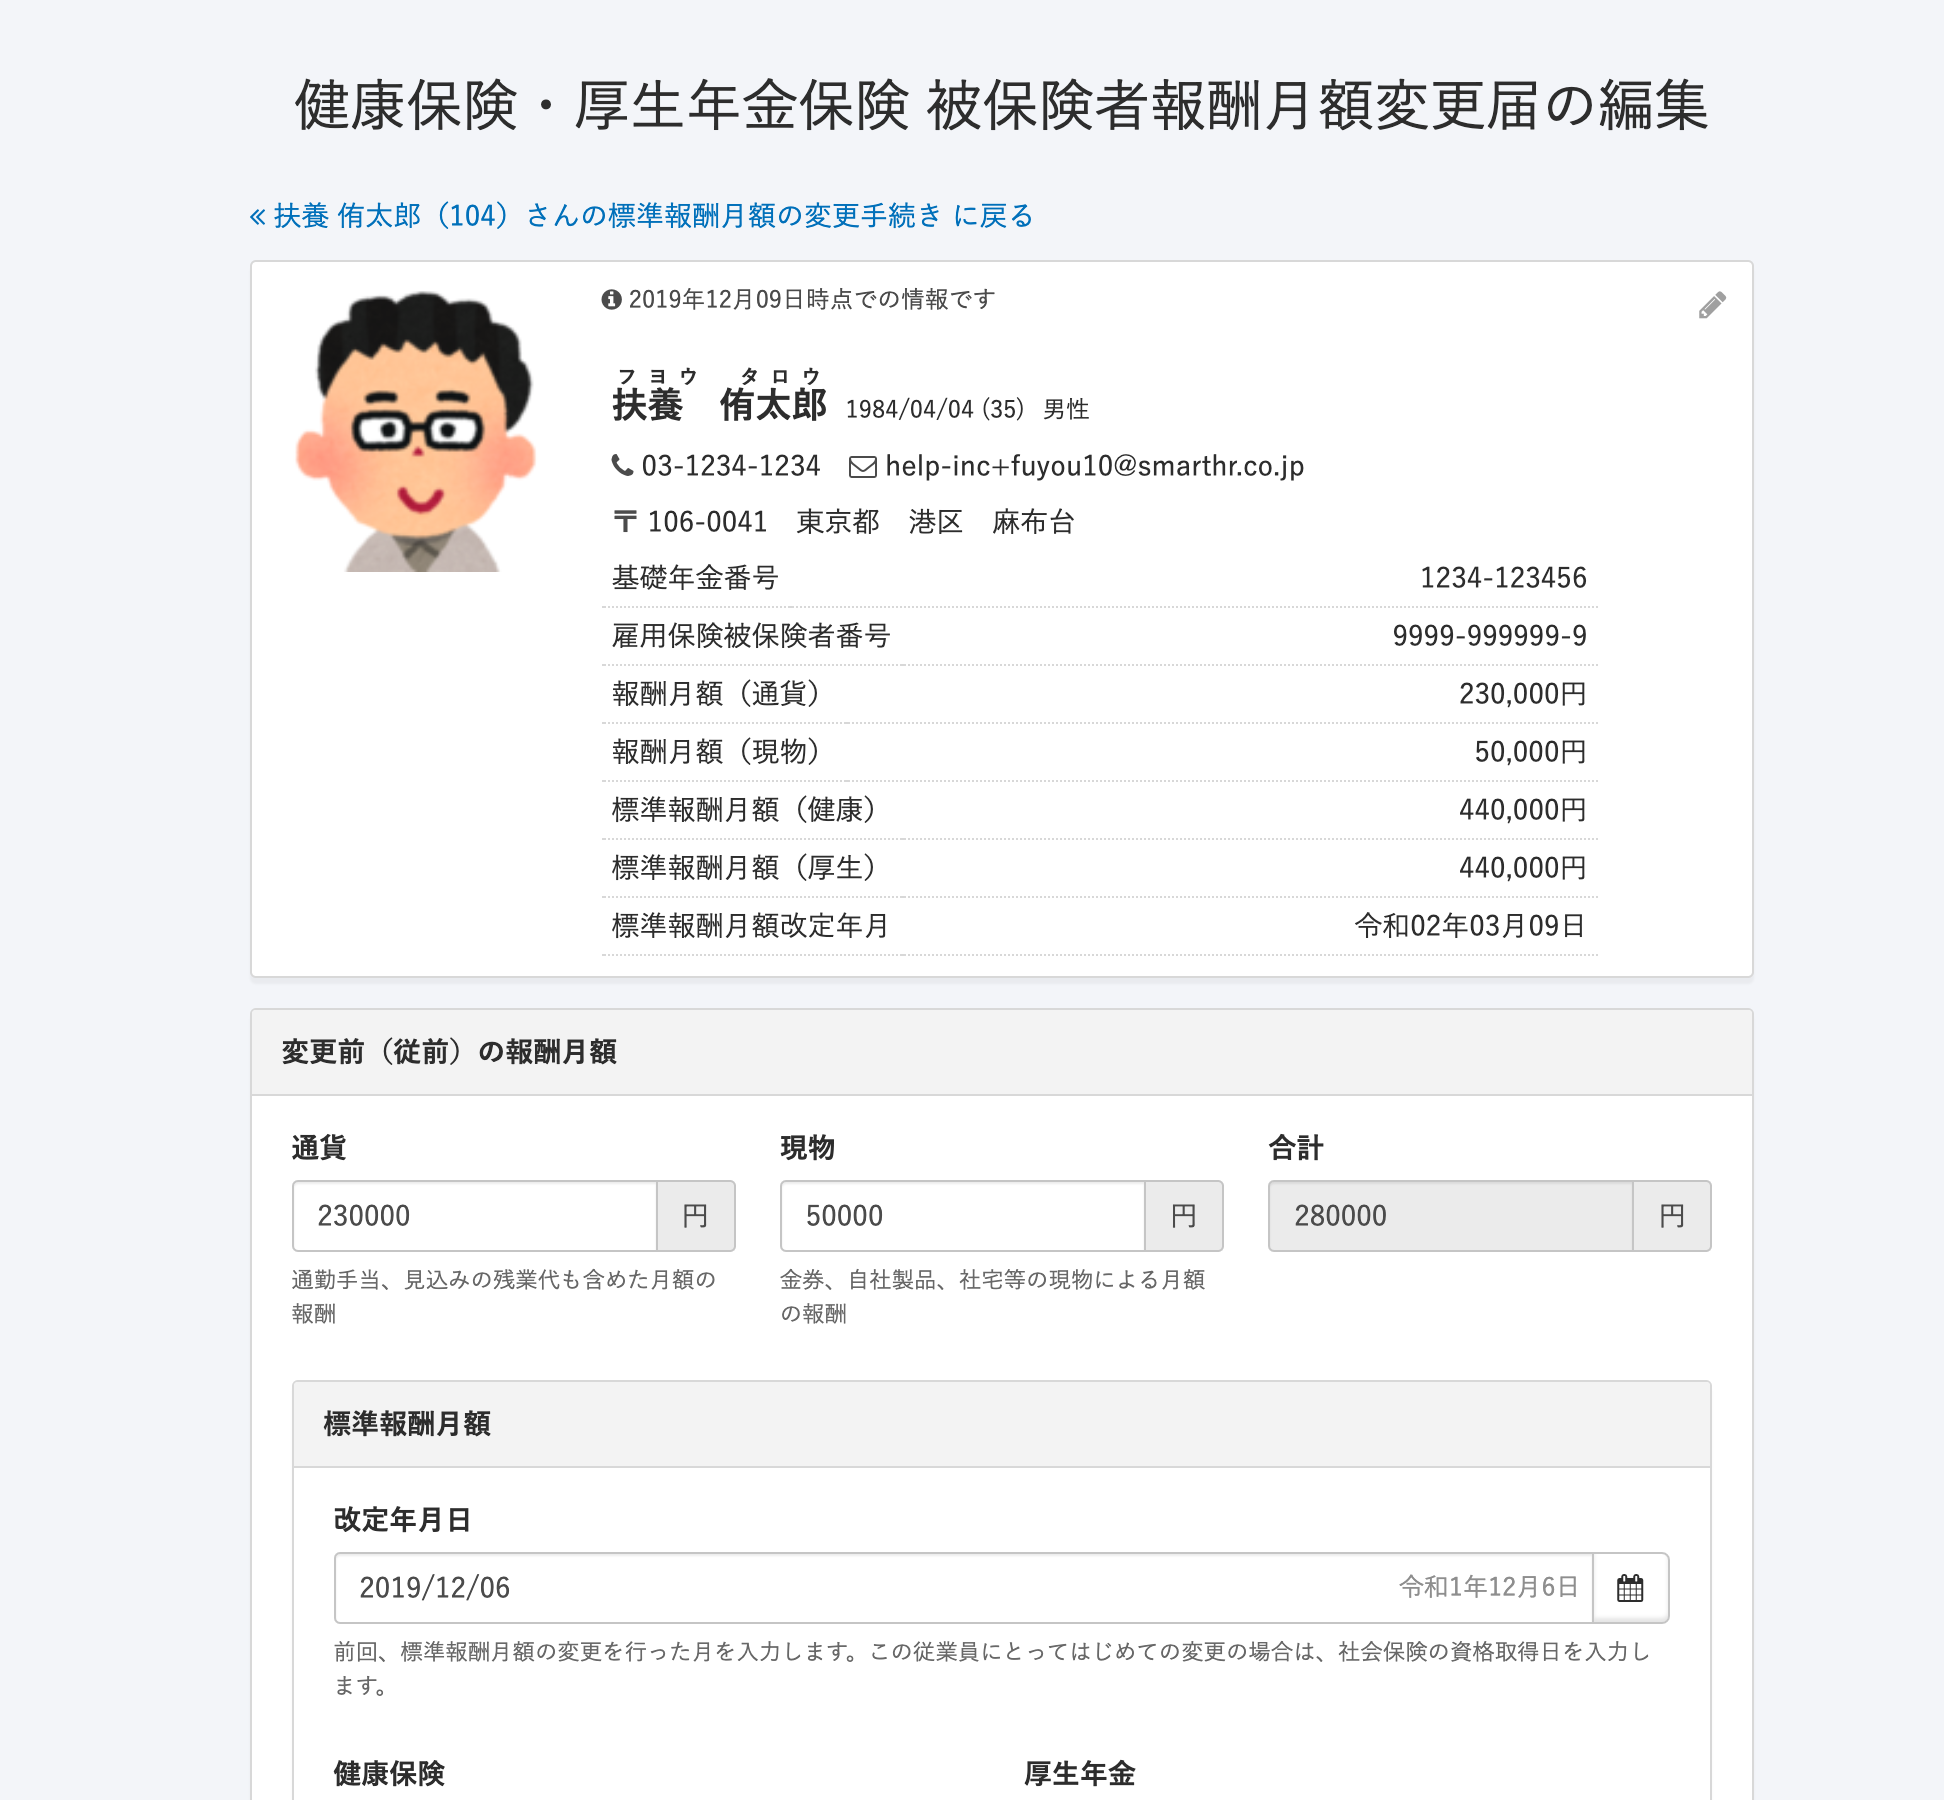 健康保険・厚生年金保険 被保険者報酬月額変更届の編集
« 扶養 侑太郎（104）さんの標準報酬月額の変更手続き に戻る
2019年12月09日時点での情報です
フヨウ タロウ
扶養 侑太郎 1984/04/04 (35) 男性
03-1234-1234 help-inc+fuyou10@smarthr.co.jp
〒 106-0041 東京都 港区 麻布台
基礎年金番号 1234-123456
雇用保険被保険者番号 9999-999999-9
報酬月額（通貨） 230,000円
報酬月額（現物） 50,000円
標準報酬月額（健康） 440,000円
標準報酬月額（厚生） 440,000円
標準報酬月額改定年月 令和02年03月09日
変更前（従前）の報酬月額
通貨 現物 合計
230000 円 50000 円 280000 円
通勤手当、見込みの残業代も含めた月額の
報酬
金券、自社製品、社宅等の現物による月額
の報酬
標準報酬月額
改定年月日
2019/12/06 令和1年12月6日
前回、標準報酬月額の変更を行った月を入力します。この従業員にとってはじめての変更の場合は、社会保険の資格取得日を入力し
ます。
健康保険 厚生年金